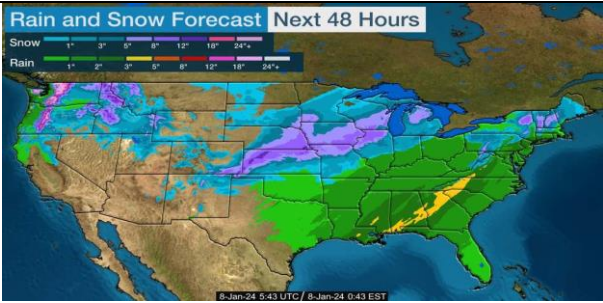 Rain and Snow Forecast Next 48 Hours
Snow
1" 3" 5" 8" 12" 18" 24"+
Rain
1" 2" 3" 5" 8" 12" 18" 24"+
8-Jan-24 5:43 UTC / 8-Jan-24 0:43 EST